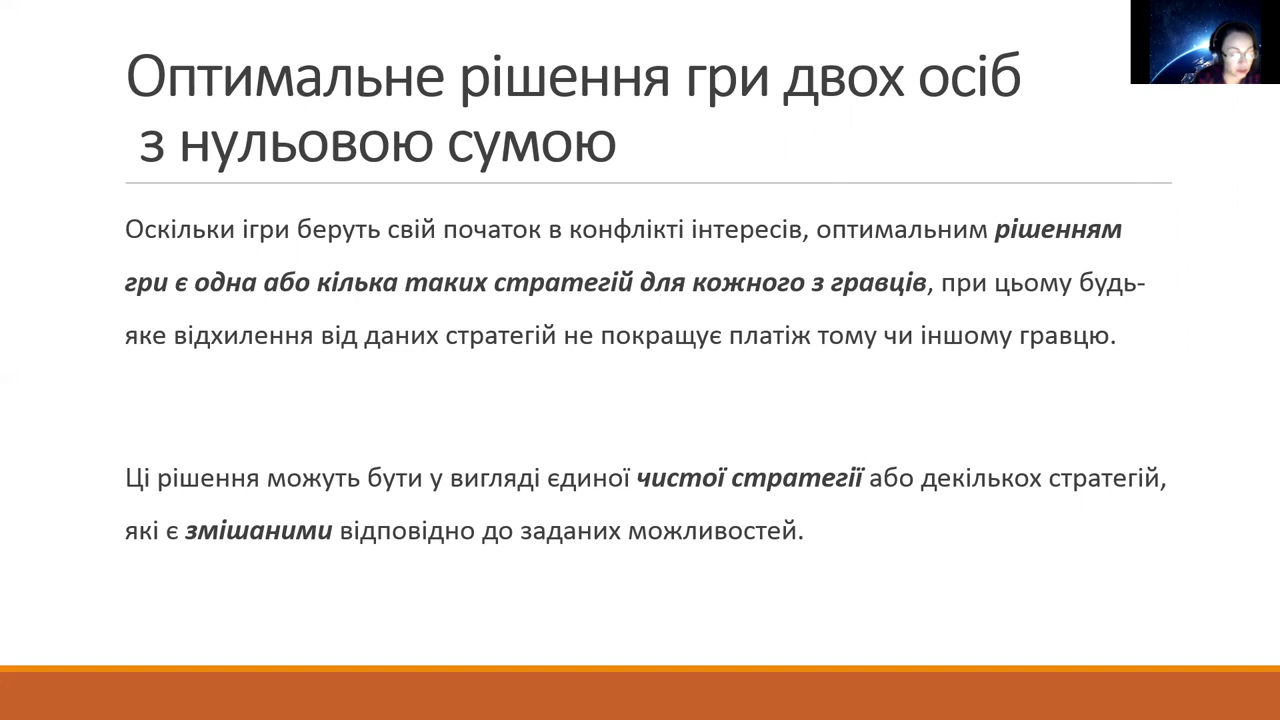 Оптимальне рішення гри двох осіб
з нульовою сумою
Оскільки ігри беруть свій початок в конфлікті інтересів, оптимальним рішенням
гри є одна або кілька таких стратегій для кожного з гравців, при цьому будь-
яке відхилення від даних стратегій не покращує платіж тому чи іншому гравцю.
Ці рішення можуть бути у вигляді єдиної чистої стратегії або декількох стратегій,
які є змішаними відповідно до заданих можливостей.